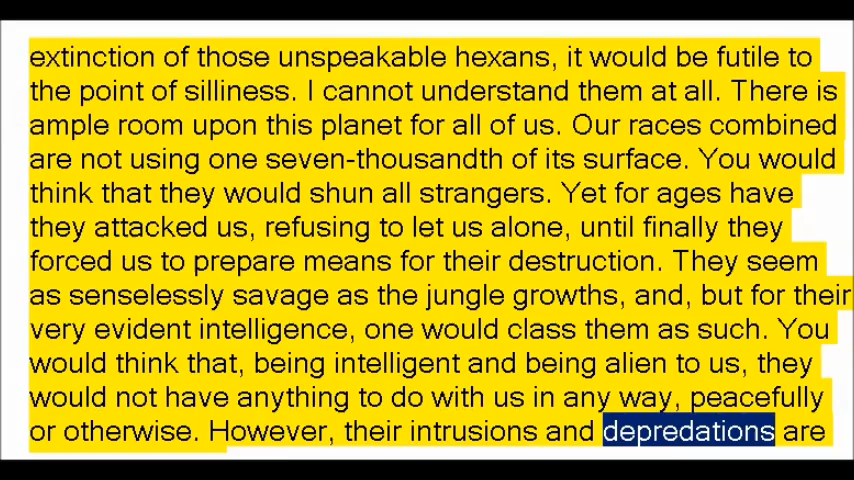 extinction of those unspeakable hexans, it would be futile to
the point of silliness. I cannot understand them at all. There is
ample room upon this planet for all of us. Our races combined
are not using one seven-thousandth of its surface. You would
think that they would shun all strangers. Yet for ages have
they attacked us, refusing to let us alone, until finally they
forced us to prepare means for their destruction. They seem
as senselessly savage as the jungle growths, and, but for their
very evident intelligence, one would class them as such. You
would think that, being intelligent and being alien to us, they
would not have anything to do with us in any way, peacefully
or otherwise. However, their intrusions and depredations are